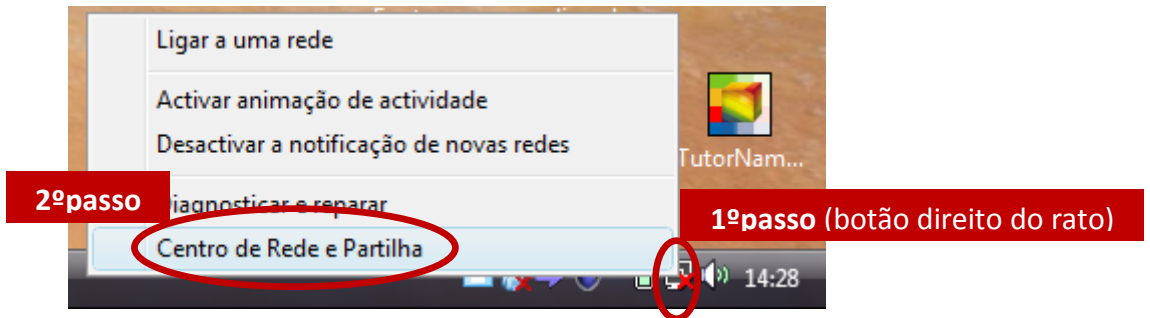 Ligar a uma rede
Activar animação de actividade
Desactivar a notificação de novas redes
TutorNam...
2ºpasso
Diagnosticar e reparar
1ºpasso (botão direito do rato)
Centro de Rede e Partilha
14:28